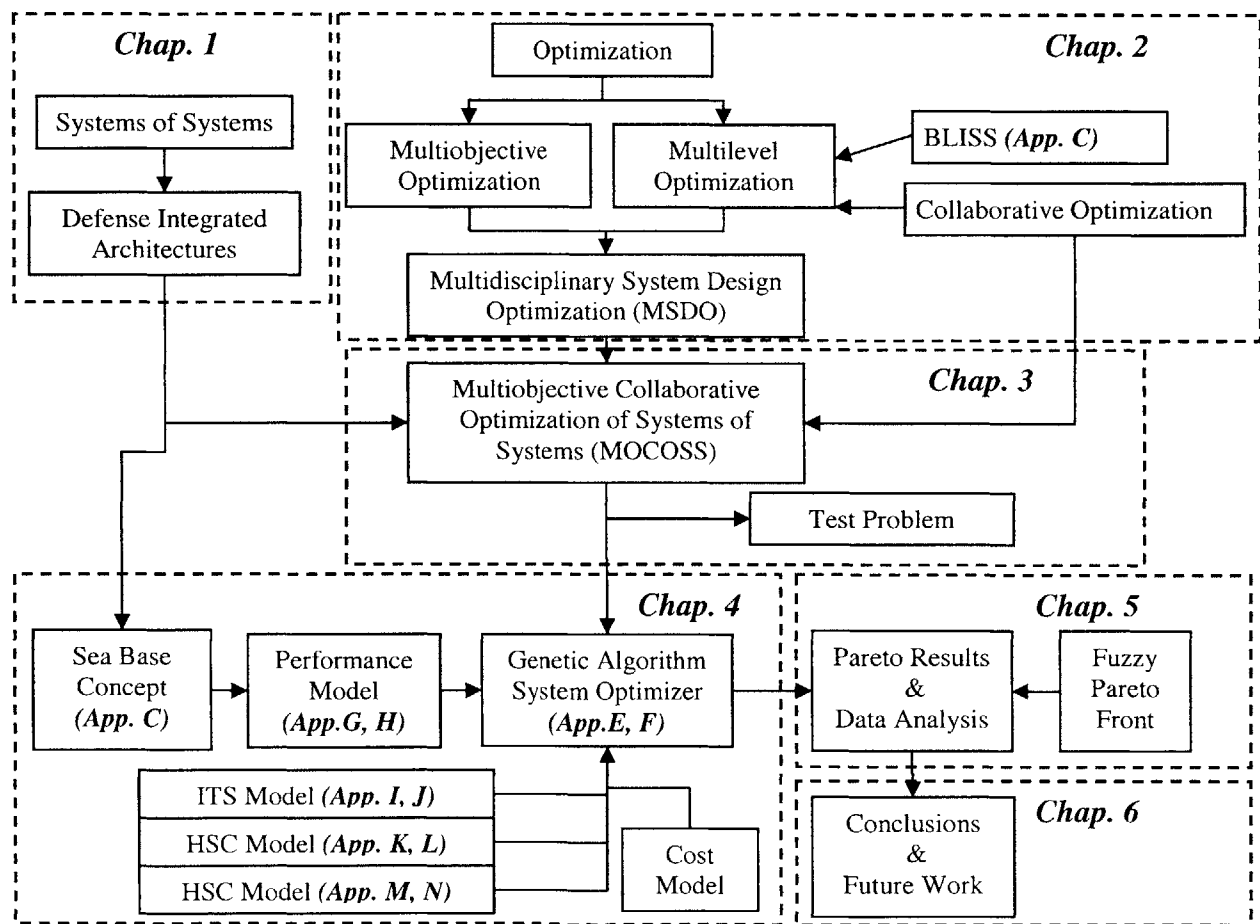 Chap. 1
Systems of Systems
Defense Integrated
Architectures
Chap. 2
Optimization
Multiobjective
Optimization
Multilevel
Optimization
BLISS (App. C)
Collaborative Optimization
Multidisciplinary System Design
Optimization (MSDO)
Chap. 3
Multiobjective Collaborative
Optimization of Systems of
Systems (MOCOSS)
Test Problem
Chap. 4
Sea Base
Concept
(App. C)
Performance
Model
(App.G, H)
Genetic Algorithm
System Optimizer
(App.E, F)
ITS Model (App. I, J)
HSC Model (App. K, L)
HSC Model (App. M, N)
Cost
Model
Chap. 5
Pareto Results
&
Data Analysis
Fuzzy
Pareto
Front
Chap. 6
Conclusions
&
Future Work